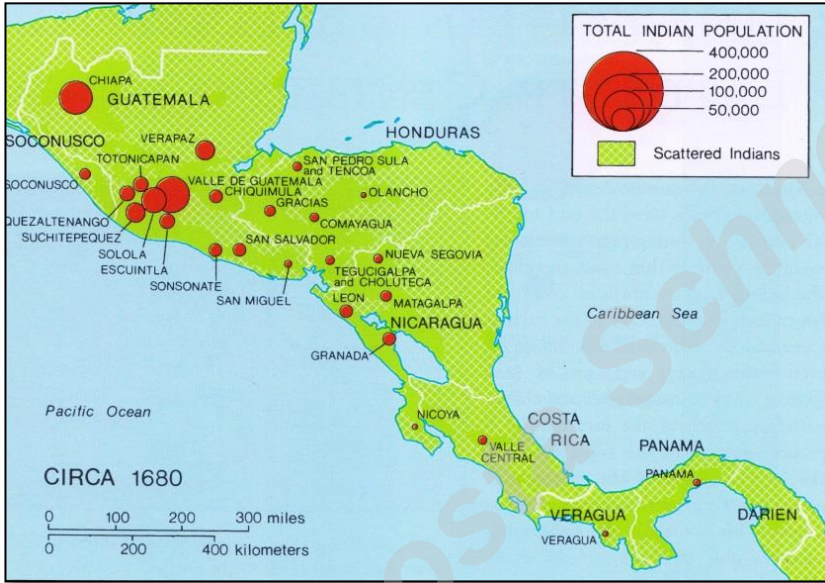 TOTAL INDIAN POPULATION
400,000
200,000
100,000
50,000
Scattered Indians
CHIAPA
GUATEMALA
HONDURAS
VERAPAZ
SOCONUSCO
TOTONICAPAN
SAN PEDRO SULA
and TENCOA
SOCONUSCO
VALLE DE GUATEMALA
OLANCHO
CHIQUIMULA
GRACIAS
QUEZALTENANGO
COMAYAGUA
SUCHITEPEQUEZ
SAN SALVADOR
SOLOLA
NUEVA SEGOVIA
ESCUINTLA
TEGUCIGALPA
and CHOLUTECA
SONSONATE
SAN MIGUEL
LEON
MATAGALPA
NICARAGUA
Caribbean Sea
GRANADA
Pacific Ocean
NICOYA
COSTA
RICA
VALLE
CENTRAL
PANAMA
CIRCA 1680
PANAMA
VERAGUA
DARIEN
VERAGUA
0 100 200 300 miles
0 200 400 kilometers